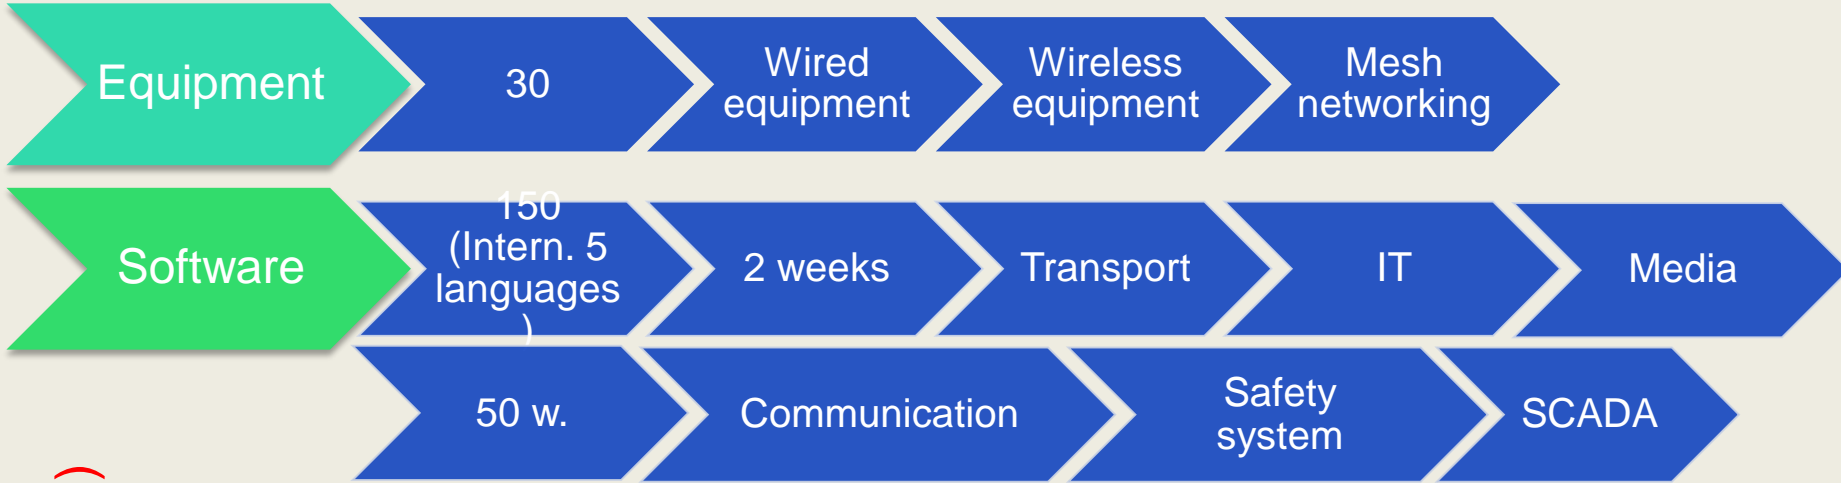 Equipment
30
Wired
equipment
Wireless
equipment
Mesh
networking
Software
150
(Intern. 5
languages
)
2 weeks
Transport
IT
Media
50 w.
Communication
Safety
system
SCADA